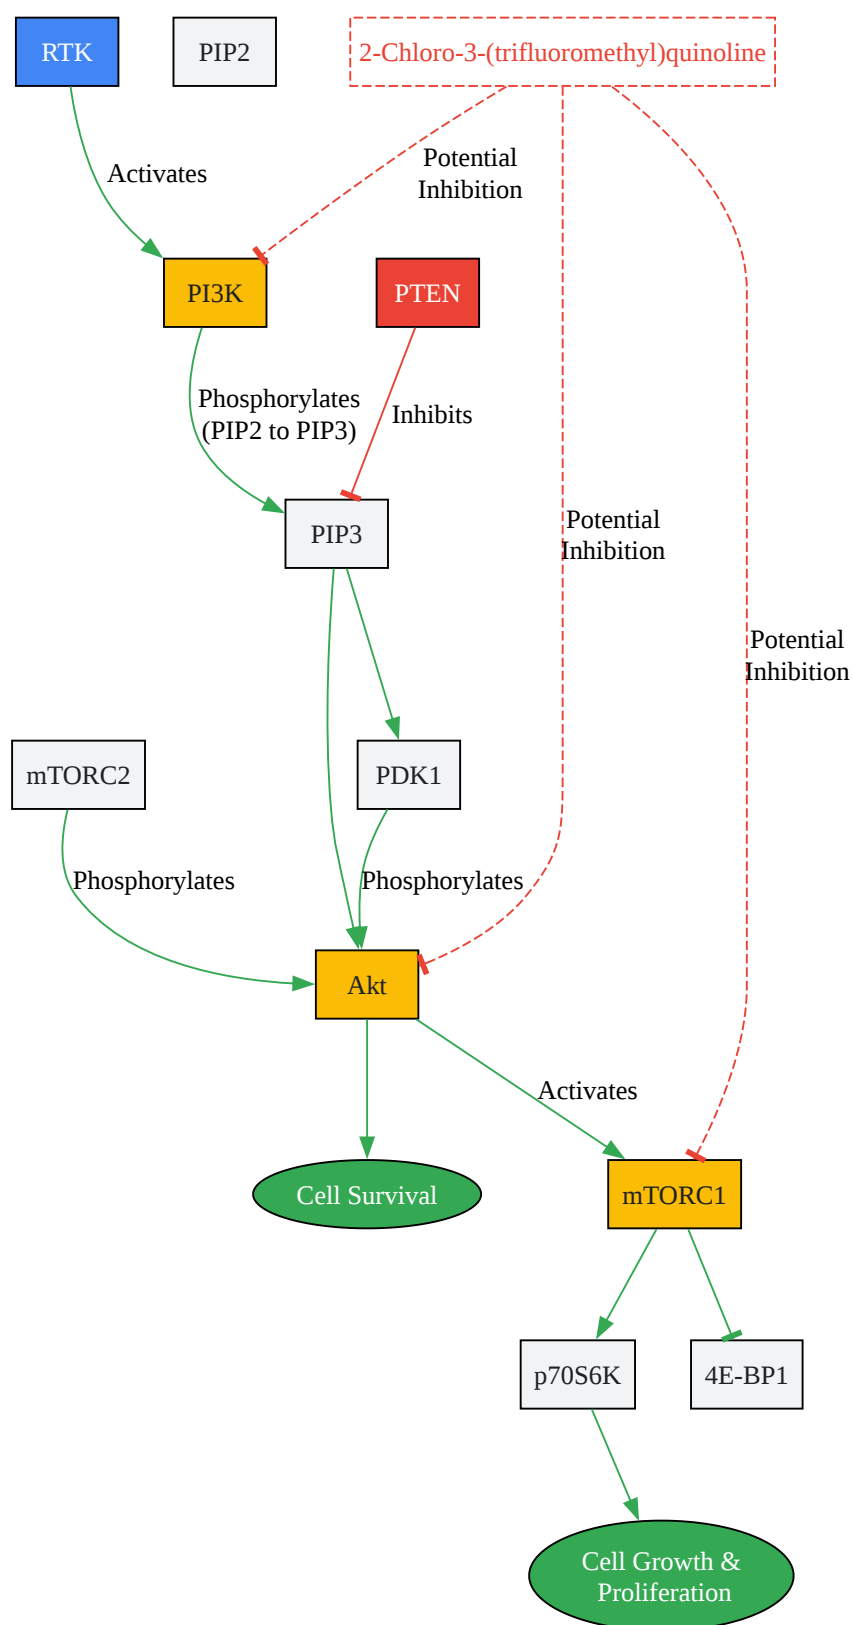 RTK
PIP2
2-Chloro-3-(trifluoromethyl)quinoline
Activates
Potential
Inhibition
PI3K
PTEN
Phosphorylates
(PIP2 to PIP3)
Inhibits
PIP3
Potential
Inhibition
Potential
Inhibition
mTORC2
PDK1
Phosphorylates
Phosphorylates
Akt
Activates
Cell Survival
mTORC1
p70S6K
4E-BP1
Cell Growth &
Proliferation